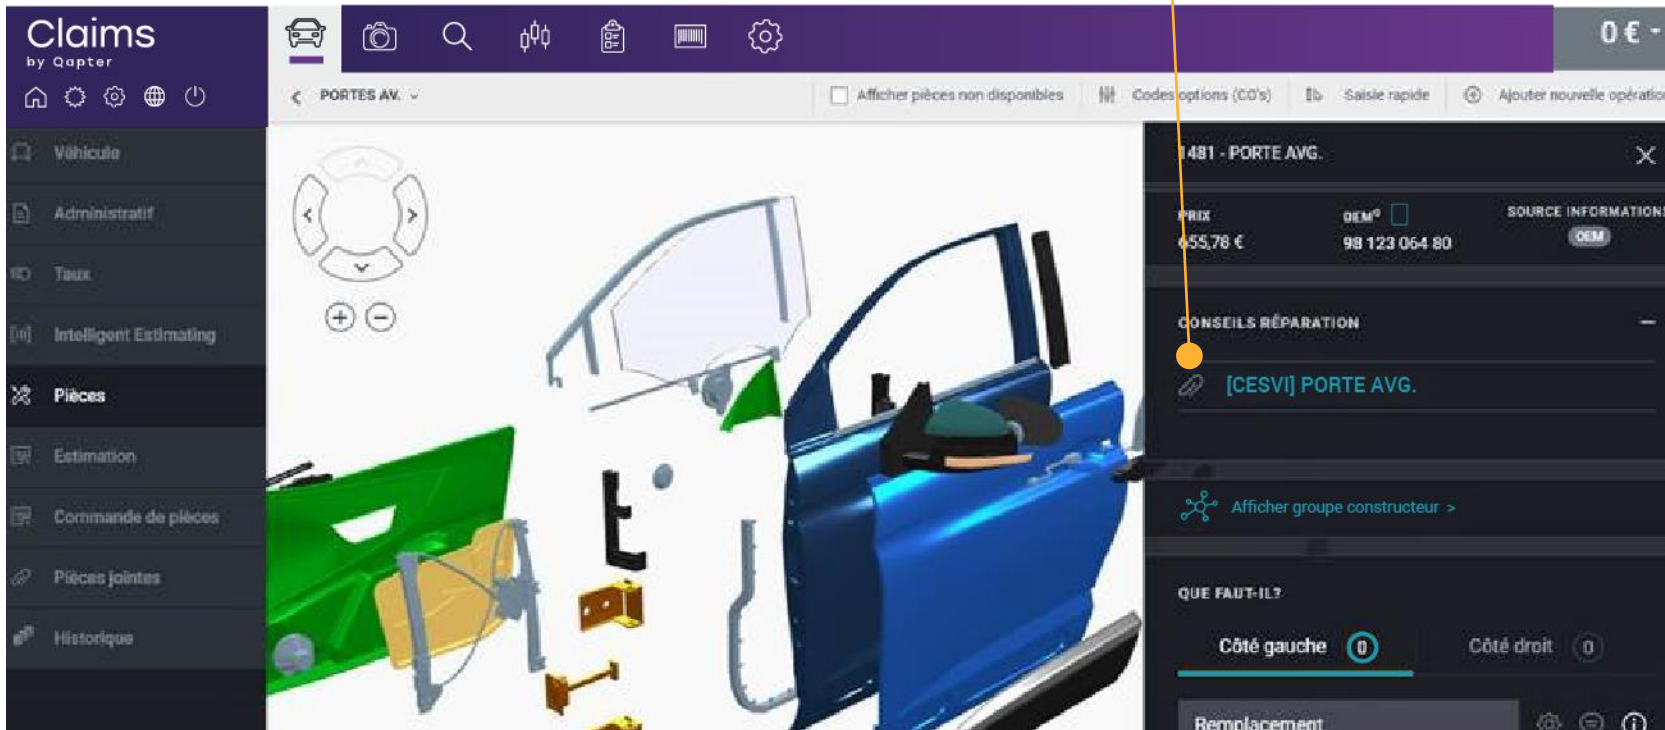 Claims
by Qapter
0 €
PORTES AV.
Afficher pièces non disponibles
Codes options (CO's)
Saisie rapide
Ajouter nouvelle opération
Véhicule
Administratif
Taux
Intelligent Estimating
Pièces
Estimation
Commande de pièces
Pièces jointes
Historique
1481 - PORTE AVG.
PRIX
OEM°
SOURCE INFORMATION
655,78 €
98 123 064 80
OEM
CONSEILS RÉPARATION
[CESVI] PORTE AVG.
Afficher groupe constructeur >
QUE FAUT-IL?
Côté gauche 0
Côté droit 0
Remplacement